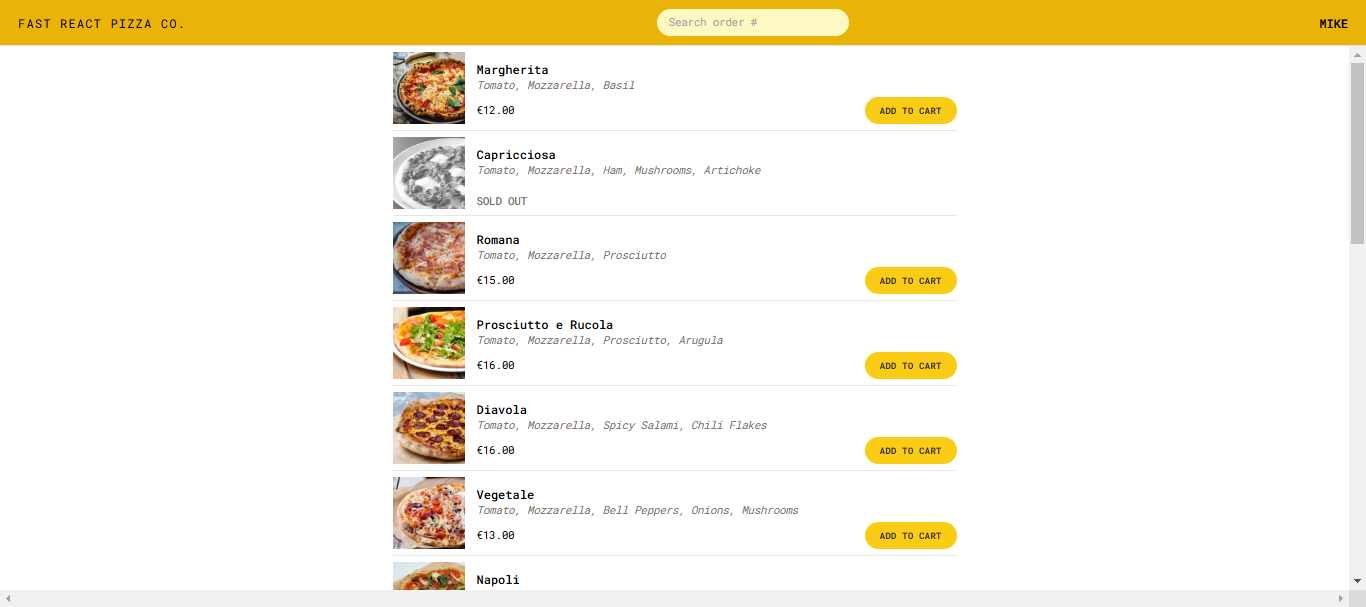 FAST REACT PIZZA CO.
Search order #
MIKE
Margherita
Tomato, Mozzarella, Basil
€12.00
ADD TO CART
Capricciosa
Tomato, Mozzarella, Ham, Mushrooms, Artichoke
SOLD OUT
Romana
Tomato, Mozzarella, Prosciutto
€15.00
ADD TO CART
Prosciutto e Rucola
Tomato, Mozzarella, Prosciutto, Arugula
€16.00
ADD TO CART
Diavola
Tomato, Mozzarella, Spicy Salami, Chili Flakes
€16.00
ADD TO CART
Vegetale
Tomato, Mozzarella, Bell Peppers, Onions, Mushrooms
€13.00
ADD TO CART
Napoli